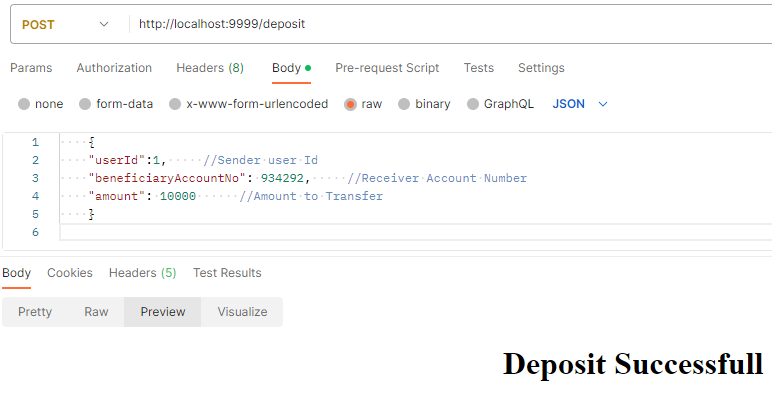 POST http://localhost:9999/deposit
Params Authorization Headers (8) Body Pre-request Script Tests Settings
none form-data x-www-form-urlencoded raw binary GraphQL JSON
1 {
2 "userId":1, //Sender user Id
3 "beneficiaryAccountNo": 934292, //Receiver Account Number
4 "amount": 10000 //Amount to Transfer
5 }
6
Body Cookies Headers (5) Test Results
Pretty Raw Preview Visualize
Deposit Successfull